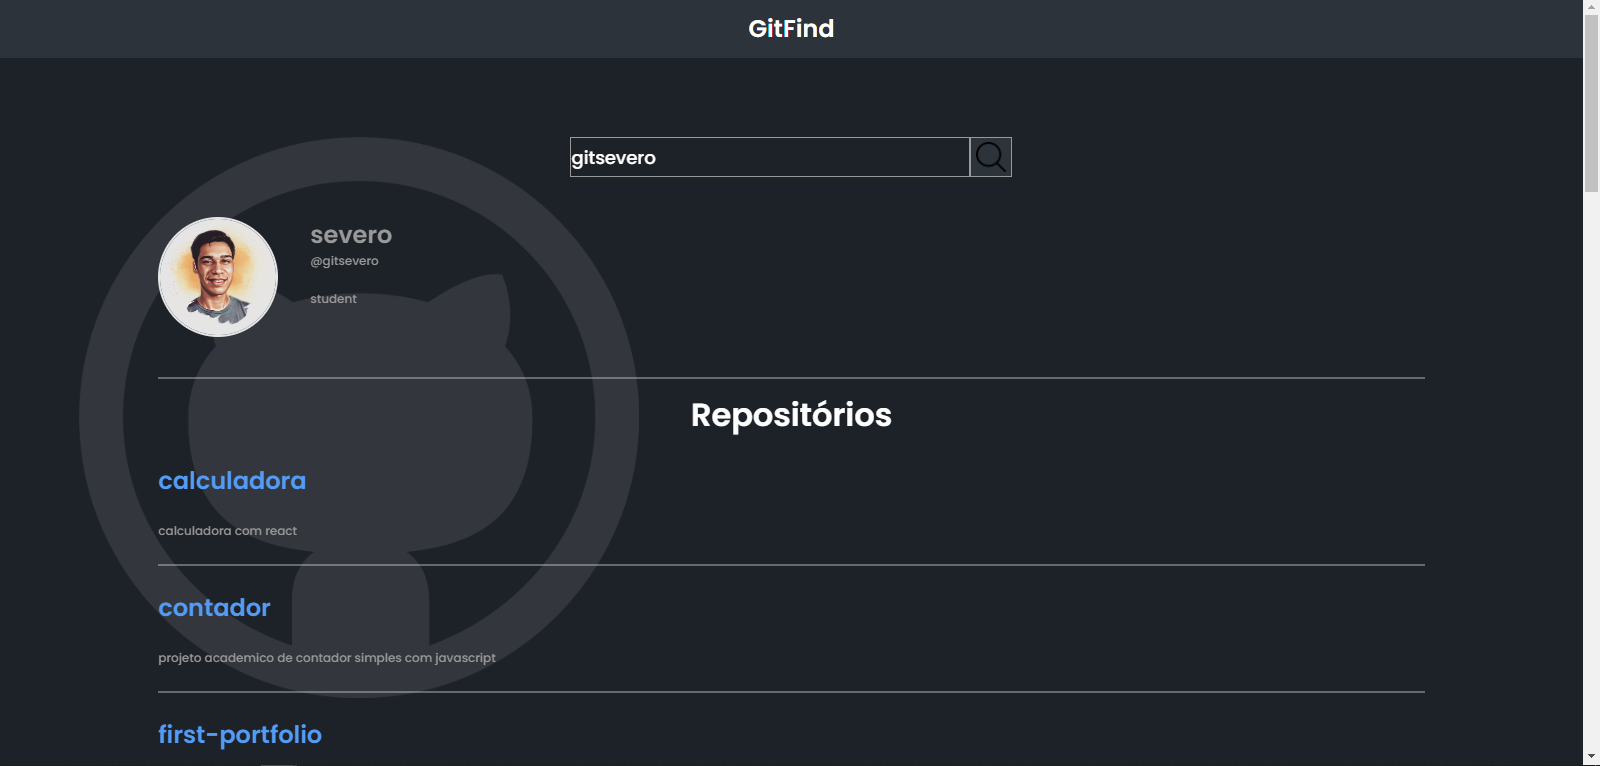 GitFind
gitsevero
severo
@gitsevero
student
Repositórios
calculadora
calculadora com react
contador
projeto academico de contador simples com javascript
first-portfolio